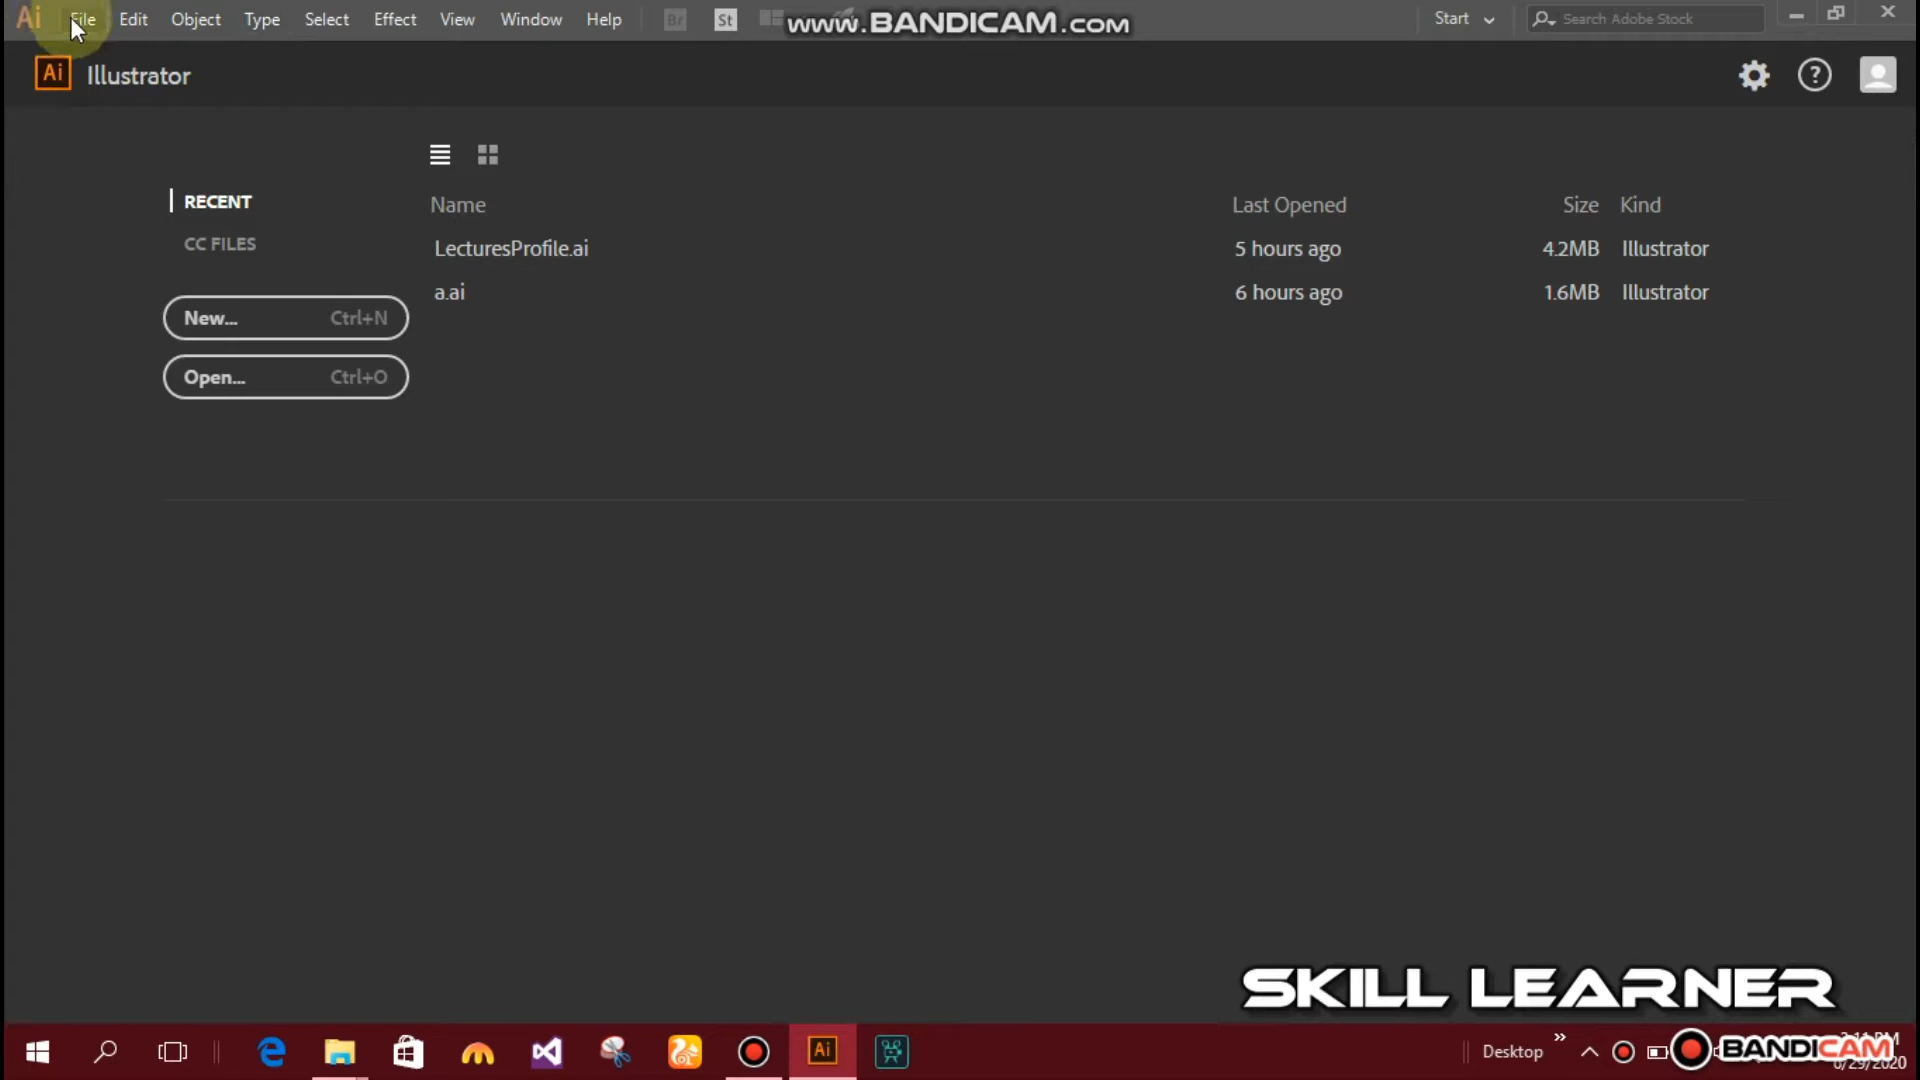 Ai File Edit Object Type Select Effect View Window Help Br St www.BANDICAM.com Start Search Adobe Stock
Ai Illustrator
RECENT
CC FILES
New... Ctrl+N
Open... Ctrl+O
Name Last Opened Size Kind
LecturesProfile.ai 5 hours ago 4.2MB Illustrator
a.ai 6 hours ago 1.6MB Illustrator
SKILL LEARNER
Ai Desktop BANDICAM